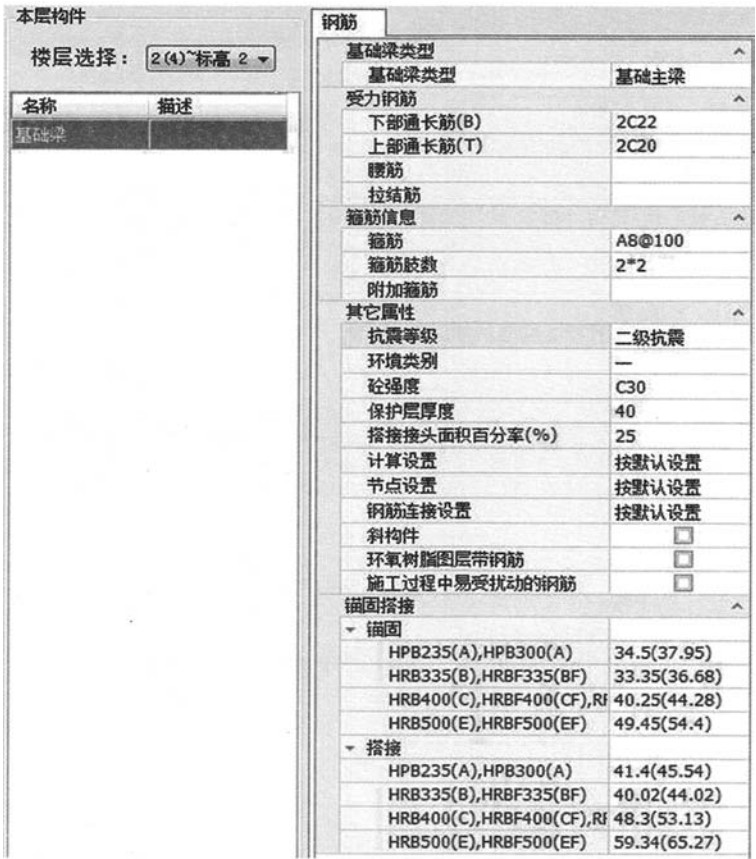 本层构件
楼层选择： 2(4)~标高 2
名称 描述
基础梁
钢筋
基础梁类型
基础梁类型 基础主梁
受力钢筋
下部通长筋(B) 2C22
上部通长筋(T) 2C20
腰筋
拉结筋
箍筋信息
箍筋 A8@100
箍筋肢数 2*2
附加箍筋
其它属性
抗震等级 二级抗震
环境类别 一
砼强度 C30
保护层厚度 40
搭接接头面积百分率(%) 25
计算设置 按默认设置
节点设置 按默认设置
钢筋连接设置 按默认设置
斜构件
环氧树脂图层带钢筋
施工过程中易受扰动的钢筋
锚固搭接
锚固
HPB235(A),HPB300(A) 34.5(37.95)
HRB335(B),HRBF335(BF) 33.35(36.68)
HRB400(C),HRBF400(CF),RF 40.25(44.28)
HRB500(E),HRBF500(EF) 49.45(54.4)
搭接
HPB235(A),HPB300(A) 41.4(45.54)
HRB335(B),HRBF335(BF) 40.02(44.02)
HRB400(C),HRBF400(CF),RF 48.3(53.13)
HRB500(E),HRBF500(EF) 59.34(65.27)